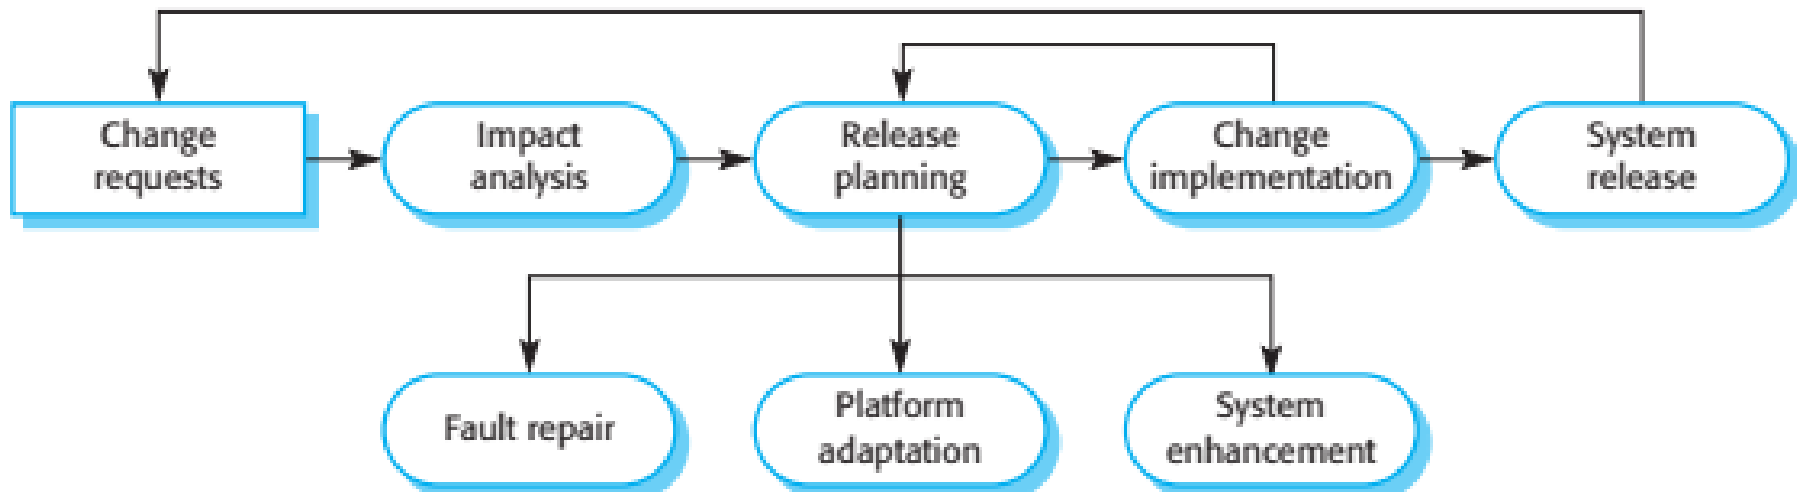 Change
requests
Impact
analysis
Release
planning
Change
implementation
System
release
Fault repair
Platform
adaptation
System
enhancement